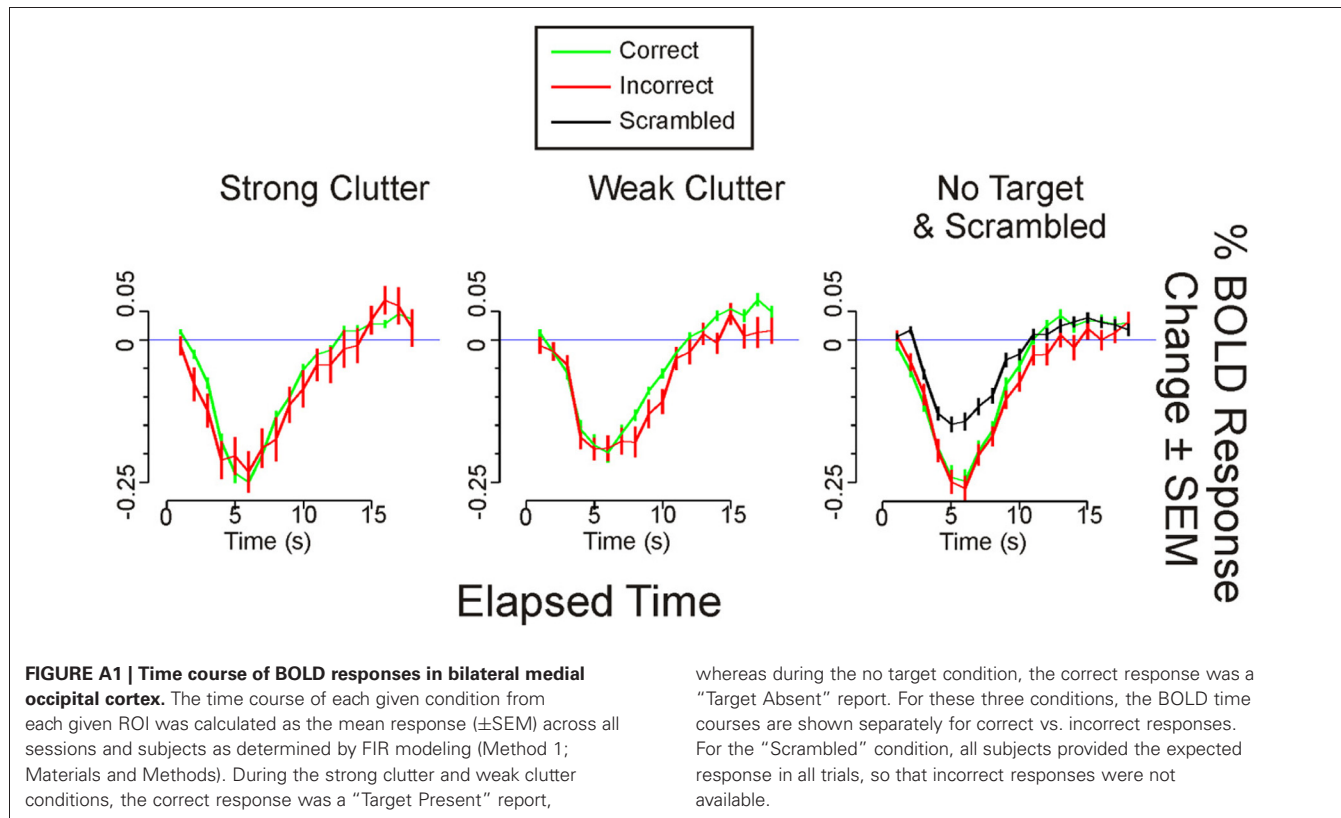 Correct
Incorrect
Scrambled
Strong Clutter
Weak Clutter
No Target
& Scrambled
0.05
0
-0.25
0 5 10 15
Time (s)
0.05
0
-0.25
0 5 10 15
Time (s)
0.05
0
-0.25
0 5 10 15
Time (s)
% BOLD Response
Change ± SEM
Elapsed Time
FIGURE A1 | Time course of BOLD responses in bilateral medial
occipital cortex. The time course of each given condition from
each given ROI was calculated as the mean response (±SEM) across all
sessions and subjects as determined by FIR modeling (Method 1;
Materials and Methods). During the strong clutter and weak clutter
conditions, the correct response was a “Target Present” report,
whereas during the no target condition, the correct response was a
“Target Absent” report. For these three conditions, the BOLD time
courses are shown separately for correct vs. incorrect responses.
For the “Scrambled” condition, all subjects provided the expected
response in all trials, so that incorrect responses were not
available.